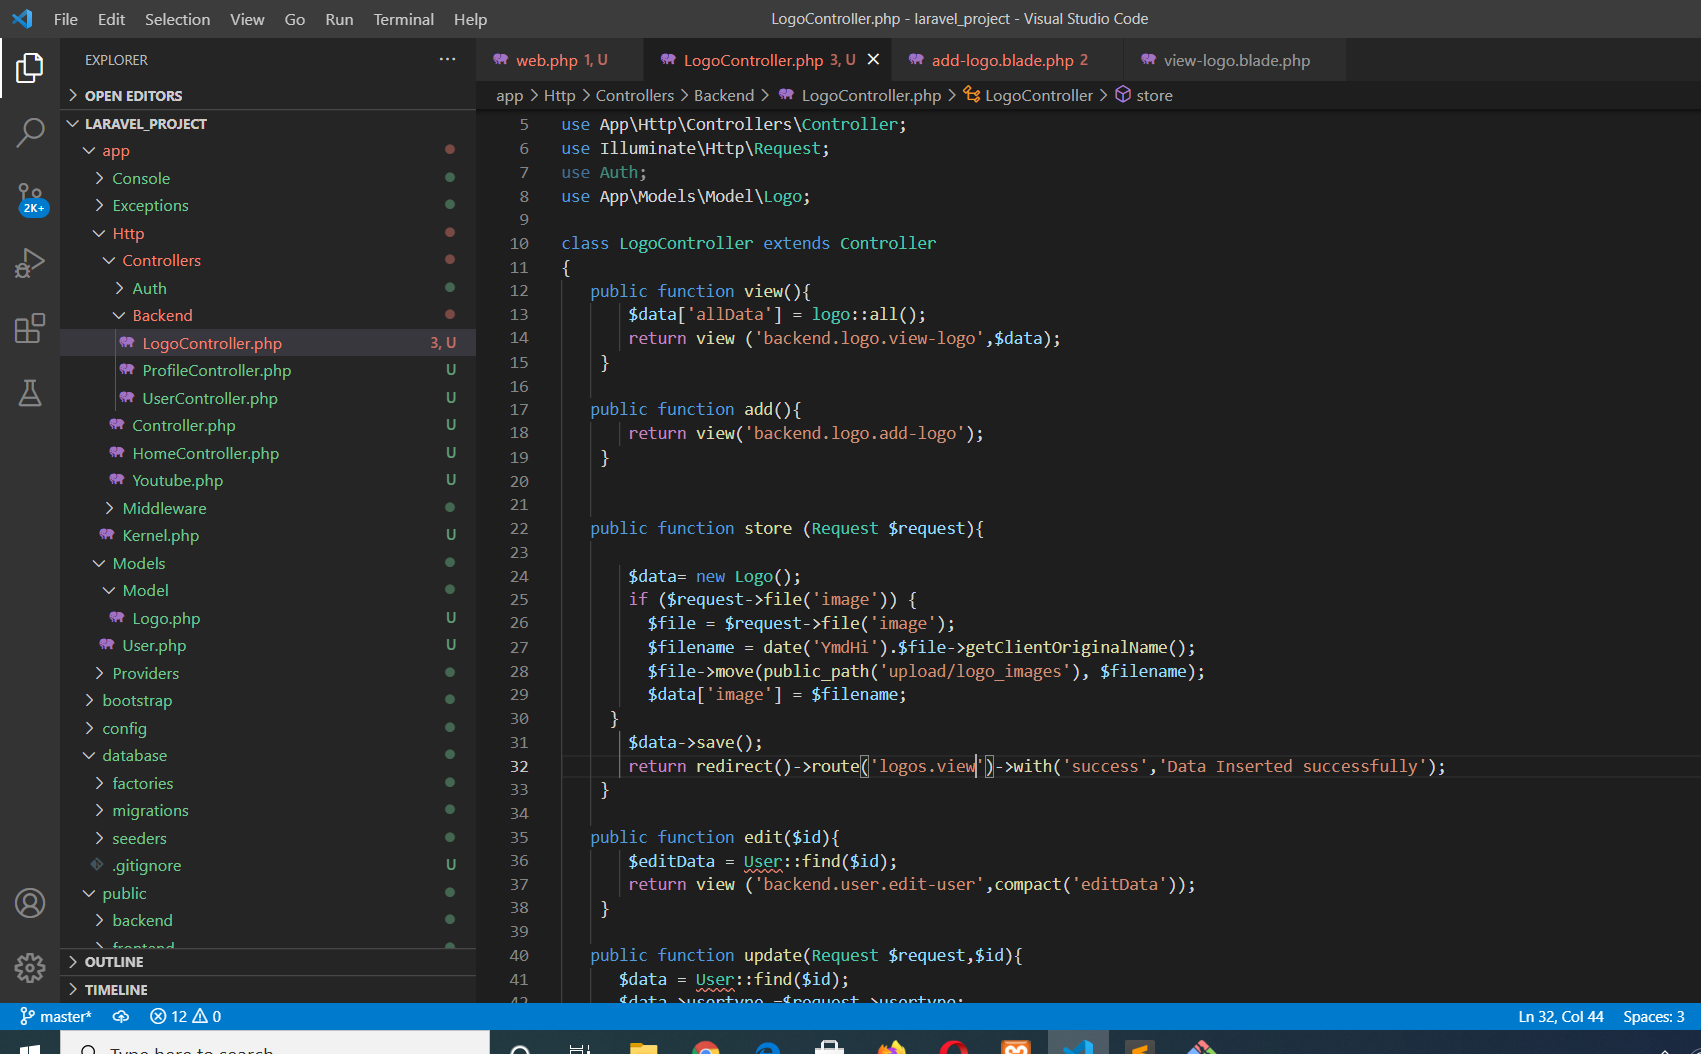 File Edit Selection View Go Run Terminal Help
LogoController.php - laravel_project - Visual Studio Code
EXPLORER
OPEN EDITORS
LARAVEL_PROJECT
app
Console
Exceptions
Http
Controllers
Auth
Backend
LogoController.php 3, U
ProfileController.php U
UserController.php U
Controller.php U
HomeController.php U
Youtube.php U
Middleware
Kernel.php U
Models
Model
Logo.php U
User.php U
Providers
bootstrap
config
database
factories
migrations
seeders
.gitignore U
public
backend
frontend
OUTLINE
TIMELINE
2K+
web.php 1, U
LogoController.php 3, U
add-logo.blade.php 2
view-logo.blade.php
app > Http > Controllers > Backend > LogoController.php > LogoController > store
5 use App\Http\Controllers\Controller;
6 use Illuminate\Http\Request;
7 use Auth;
8 use App\Models\Model\Logo;
9
10 class LogoController extends Controller
11 {
12 public function view(){
13 $data['allData'] = logo::all();
14 return view ('backend.logo.view-logo',$data);
15 }
16
17 public function add(){
18 return view('backend.logo.add-logo');
19 }
20
21
22 public function store (Request $request){
23
24 $data= new Logo();
25 if ($request->file('image')) {
26 $file = $request->file('image');
27 $filename = date('YmdHi').$file->getClientOriginalName();
28 $file->move(public_path('upload/logo_images'), $filename);
29 $data['image'] = $filename;
30 }
31 $data->save();
32 return redirect()->route('logos.view')->with('success','Data Inserted successfully');
33 }
34
35 public function edit($id){
36 $editData = User::find($id);
37 return view ('backend.user.edit-user',compact('editData'));
38 }
39
40 public function update(Request $request,$id){
41 $data = User::find($id);
42 $data->usertype =$request->usertype;
master* 12 0
Ln 32, Col 44 Spaces: 3
Type here to search